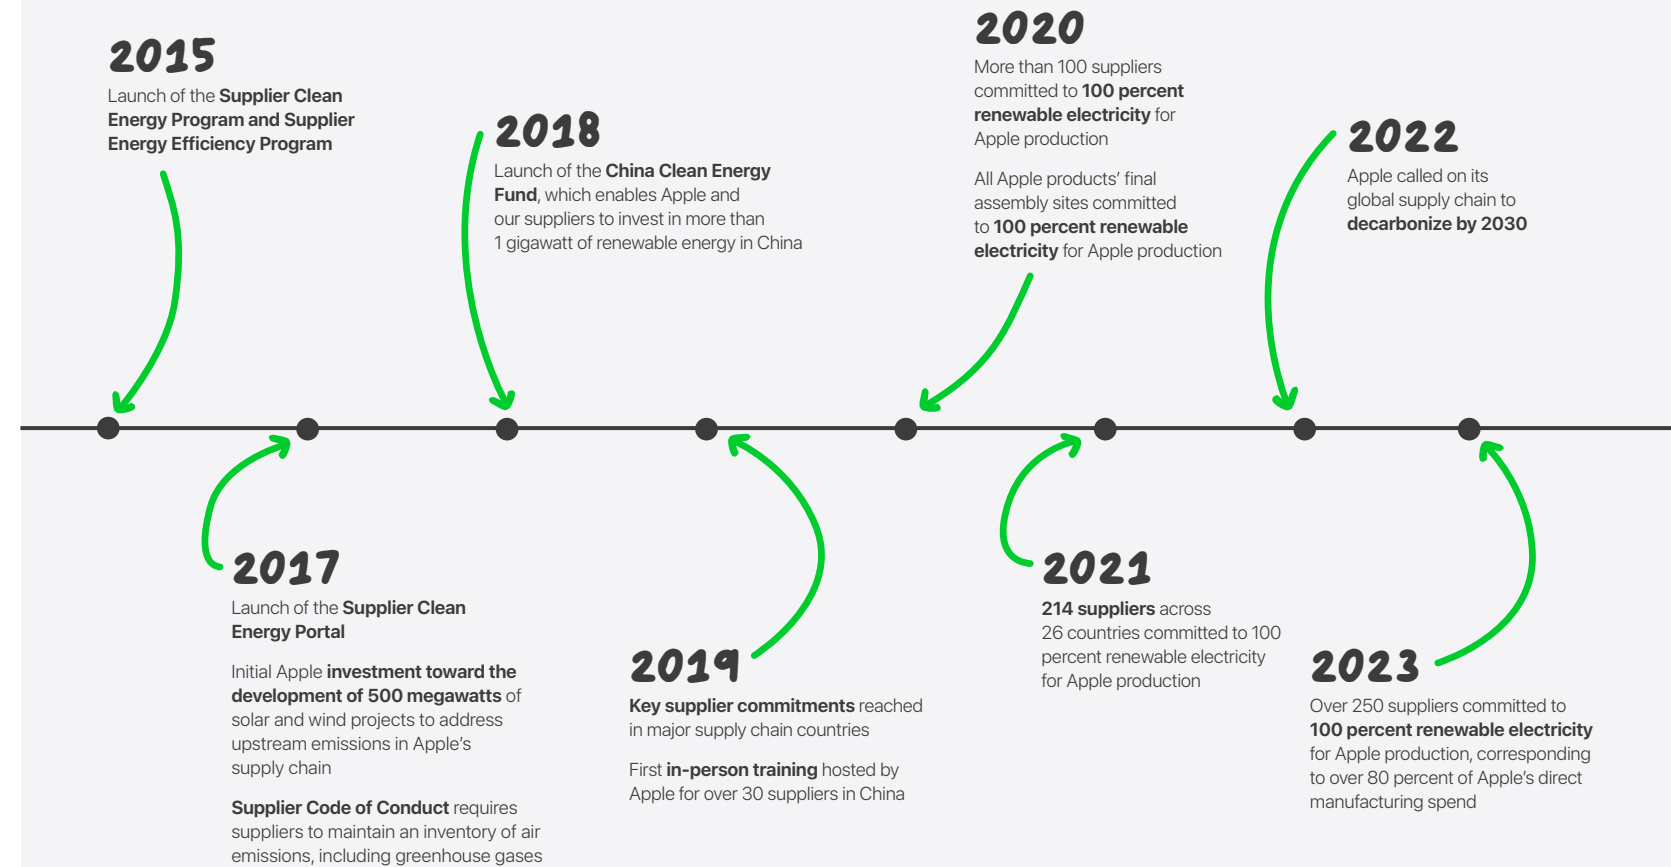 2015
Launch of the Supplier Clean
Energy Program and Supplier
Energy Efficiency Program
2018
Launch of the China Clean Energy
Fund, which enables Apple and
our suppliers to invest in more than
1 gigawatt of renewable energy in China
2020
More than 100 suppliers
committed to 100 percent
renewable electricity for
Apple production
All Apple products’ final
assembly sites committed
to 100 percent renewable
electricity for Apple production
2022
Apple called on its
global supply chain to
decarbonize by 2030
2017
Launch of the Supplier Clean
Energy Portal
Initial Apple investment toward the
development of 500 megawatts of
solar and wind projects to address
upstream emissions in Apple’s
supply chain
Supplier Code of Conduct requires
suppliers to maintain an inventory of air
emissions, including greenhouse gases
2019
Key supplier commitments reached
in major supply chain countries
First in-person training hosted by
Apple for over 30 suppliers in China
2021
214 suppliers across
26 countries committed to 100
percent renewable electricity
for Apple production
2023
Over 250 suppliers committed to
100 percent renewable electricity
for Apple production, corresponding
to over 80 percent of Apple’s direct
manufacturing spend